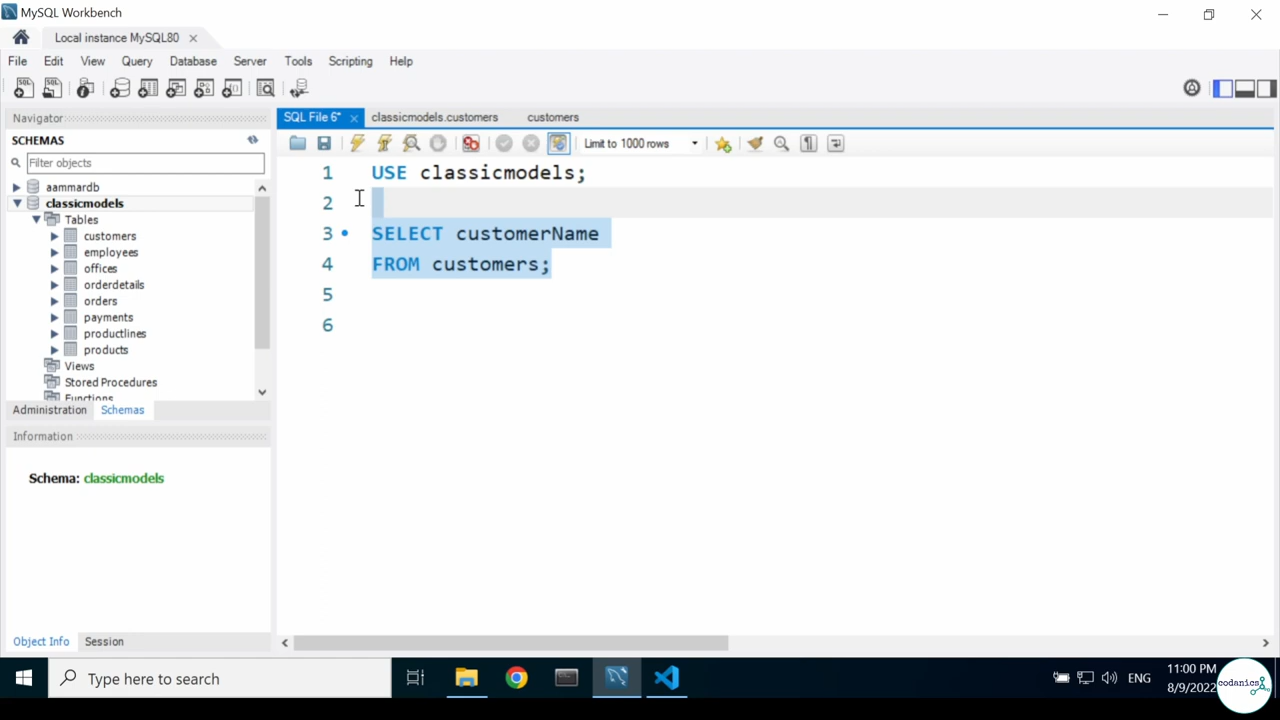 MySQL Workbench
Local instance MySQL80
File Edit View Query Database Server Tools Scripting Help
Navigator
SCHEMAS
Filter objects
aammardb
classicmodels
Tables
customers
employees
offices
orderdetails
orders
payments
productlines
products
Views
Stored Procedures
Functions
Administration Schemas
Information
Schema: classicmodels
Object Info Session
SQL File 6* classicmodels.customers customers
Limit to 1000 rows
1 USE classicmodels;
2
3 SELECT customerName
4 FROM customers;
5
6
Type here to search
ENG
11:00 PM
8/9/2022
codanics